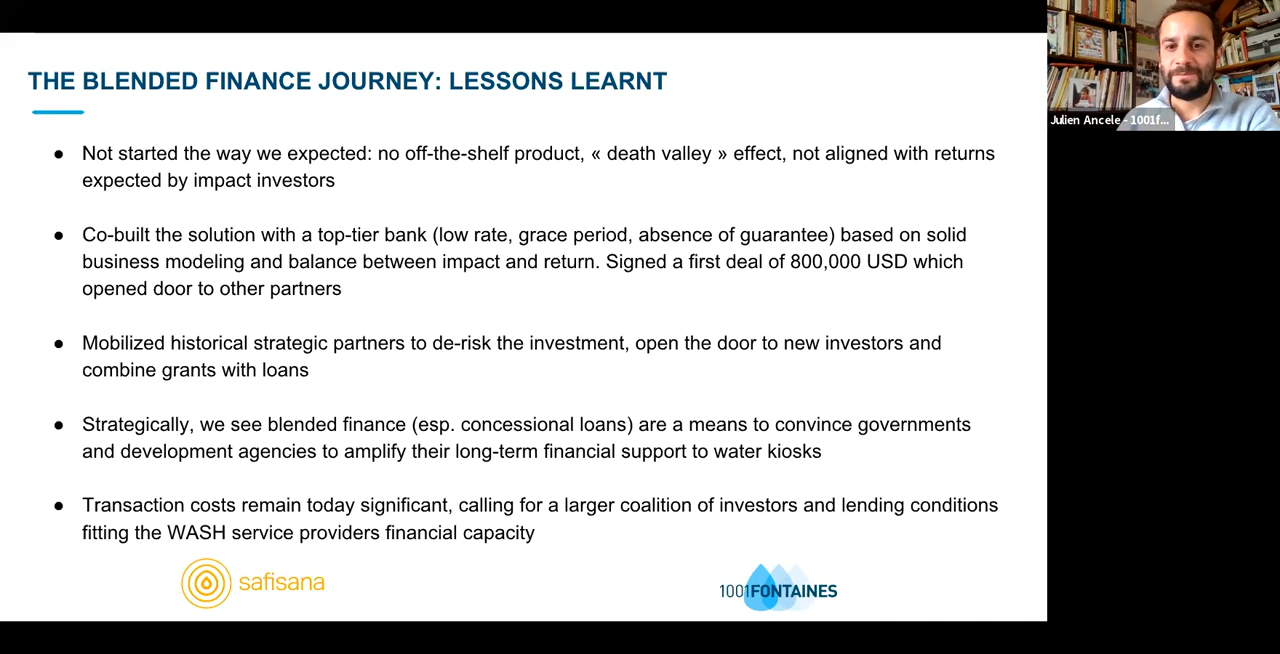 THE BLENDED FINANCE JOURNEY: LESSONS LEARNT
● Not started the way we expected: no off-the-shelf product, « death valley » effect, not aligned with returns
expected by impact investors
● Co-built the solution with a top-tier bank (low rate, grace period, absence of guarantee) based on solid
business modeling and balance between impact and return. Signed a first deal of 800,000 USD which
opened door to other partners
● Mobilized historical strategic partners to de-risk the investment, open the door to new investors and
combine grants with loans
● Strategically, we see blended finance (esp. concessional loans) are a means to convince governments
and development agencies to amplify their long-term financial support to water kiosks
● Transaction costs remain today significant, calling for a larger coalition of investors and lending conditions
fitting the WASH service providers financial capacity
safisana
1001FONTAINES
Julien Ancele - 1001f...